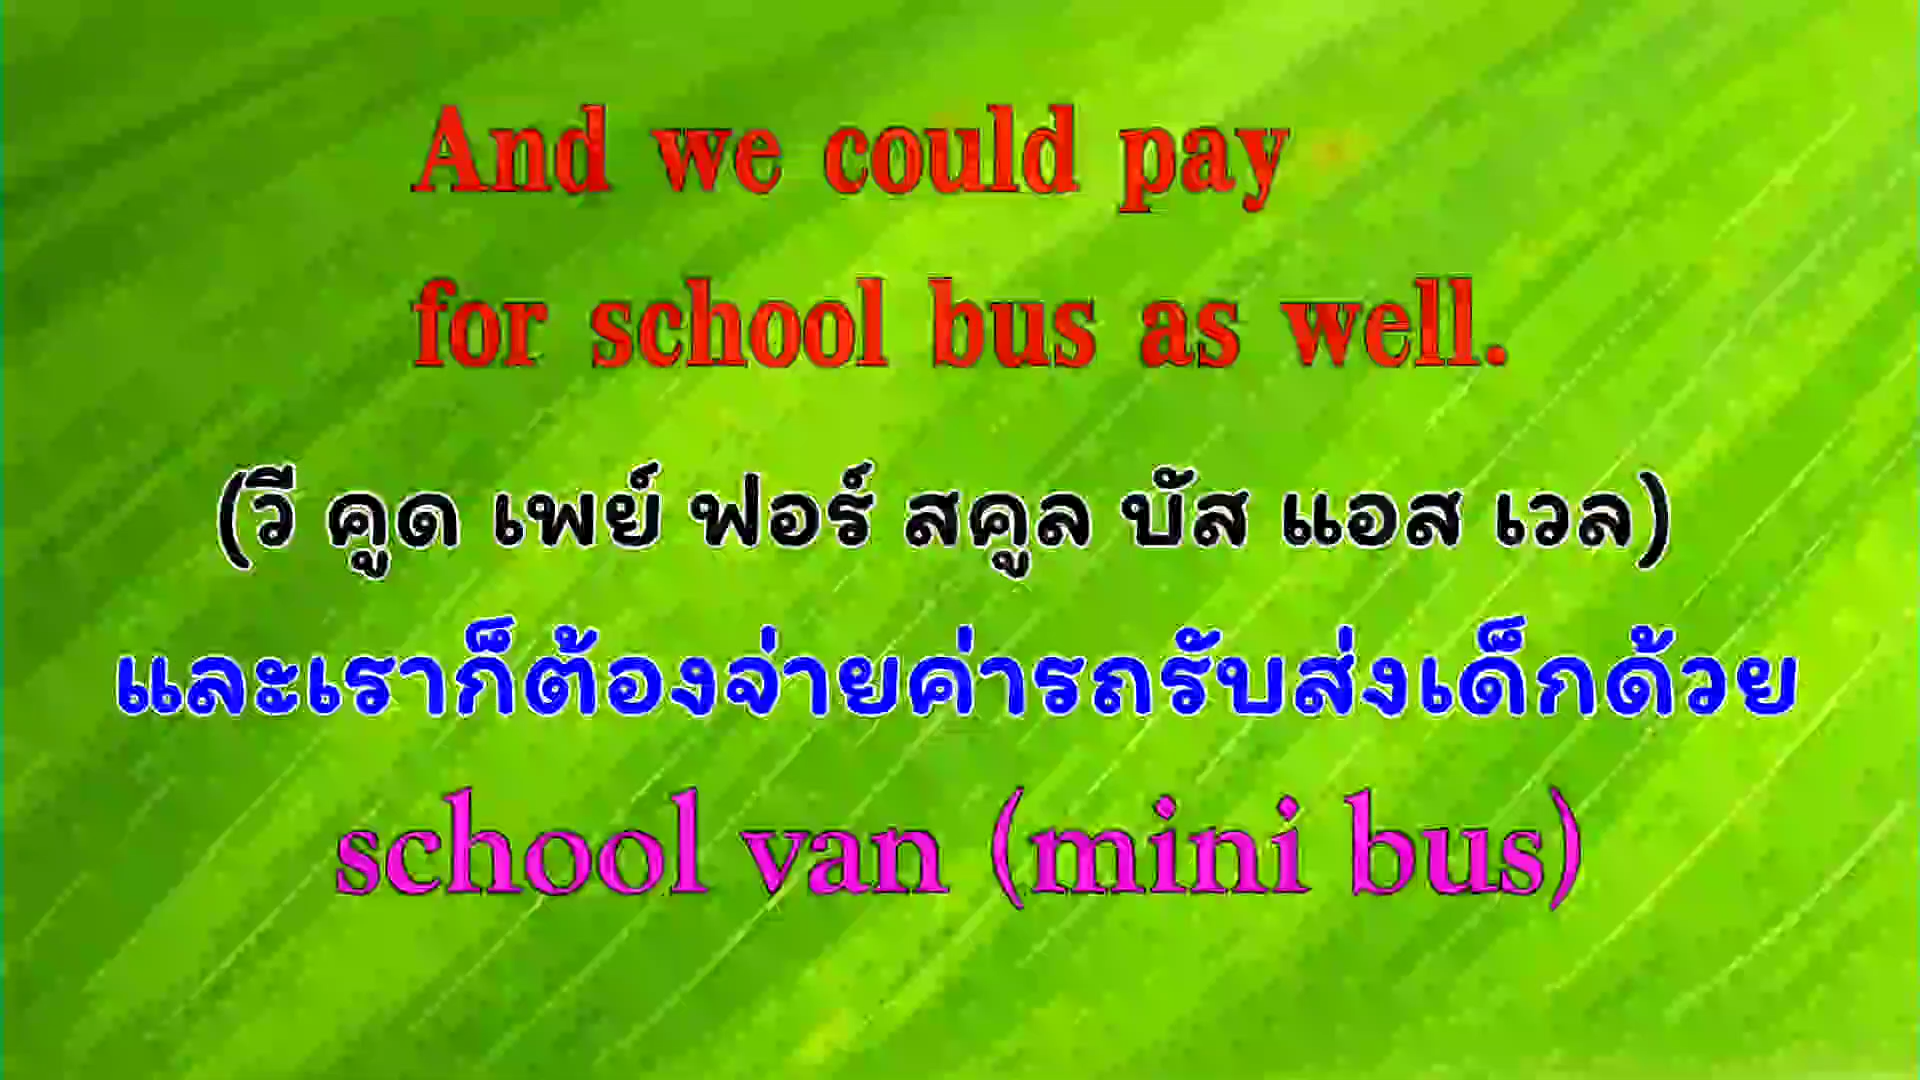 And we could pay
for school bus as well.
(วี คูด เพย์ ฟอร์ สคูล บัส แอส เวล)
และเราก็ต้องจ่ายค่ารถรับส่งเด็กด้วย
school van (mini bus)